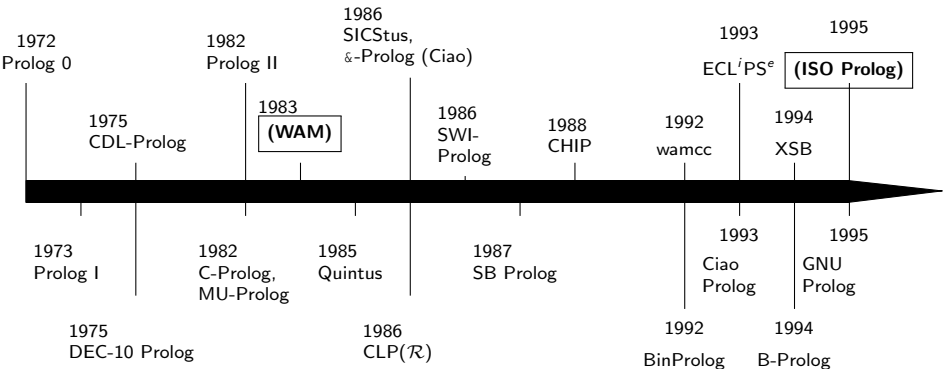 1972
Prolog 0
1975
CDL-Prolog
1982
Prolog II
1983
(WAM)
1986
SICStus,
&-Prolog (Ciao)
1986
SWI-
Prolog
1988
CHIP
1992
wamcc
1993
ECLⁱPSᵉ
1994
XSB
1995
(ISO Prolog)
1973
Prolog I
1975
DEC-10 Prolog
1982
C-Prolog,
MU-Prolog
1985
Quintus
1986
CLP(ℛ)
1987
SB Prolog
1992
BinProlog
1993
Ciao
Prolog
1994
B-Prolog
1995
GNU
Prolog